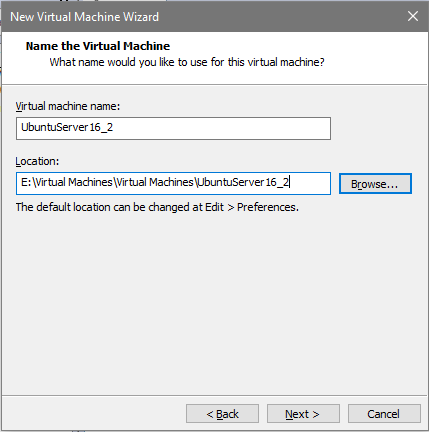 New Virtual Machine Wizard
Name the Virtual Machine
What name would you like to use for this virtual machine?
Virtual machine name:
UbuntuServer16_2
Location:
E:\Virtual Machines\Virtual Machines\UbuntuServer16_2
Browse...
The default location can be changed at Edit > Preferences.
< Back
Next >
Cancel